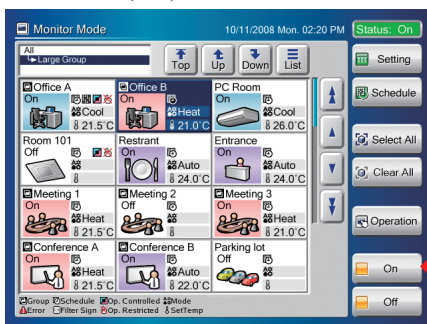 Monitor Mode 10/11/2008 Mon. 02:20 PM Status: On
All
Large Group
Top Up Down List
Setting
Schedule
Select All
Clear All
Operation
On
Off
Office A
On
Cool
21.5°C
Office B
On
Heat
21.0°C
PC Room
On
Cool
26.0°C
Room 101
Off
Restrant
On
Auto
24.0°C
Entrance
On
Auto
24.0°C
Meeting 1
On
Heat
21.5°C
Meeting 2
Off
Meeting 3
On
Heat
21.5°C
Conference A
On
Heat
21.5°C
Conference B
On
Auto
22.0°C
Parking lot
Off
Group Schedule Op. Controlled Mode
Error Filter Sign Op. Restricted SetTemp